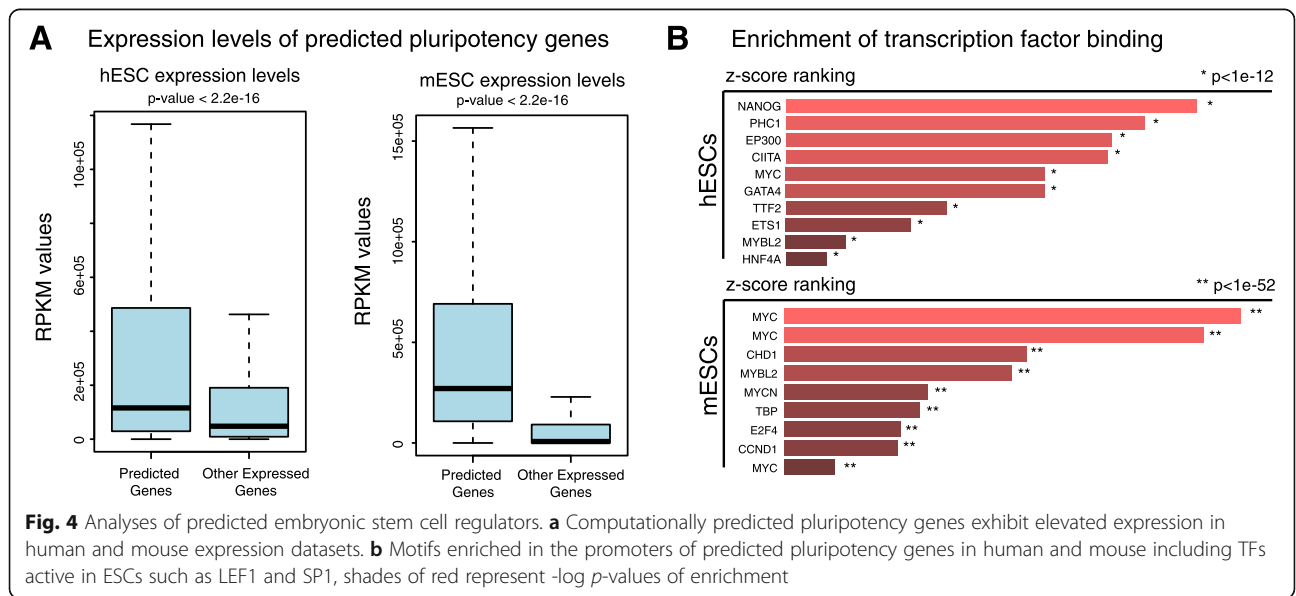 A Expression levels of predicted pluripotency genes
hESC expression levels
p-value < 2.2e-16
RPKM values
10e+05
6e+05
2e+05
0
Predicted
Genes
Other Expressed
Genes
mESC expression levels
p-value < 2.2e-16
RPKM values
15e+05
10e+05
5e+05
0
Predicted
Genes
Other Expressed
Genes
B Enrichment of transcription factor binding
z-score ranking * p<1e-12
hESCs
NANOG *
PHC1 *
EP300 *
CIITA *
MYC *
GATA4 *
TTF2 *
ETS1 *
MYBL2 *
HNF4A *
z-score ranking ** p<1e-52
mESCs
MYC **
MYC **
CHD1 **
MYBL2 **
MYCN **
TBP **
E2F4 **
CCND1 **
MYC **
Fig. 4 Analyses of predicted embryonic stem cell regulators. a Computationally predicted pluripotency genes exhibit elevated expression in
human and mouse expression datasets. b Motifs enriched in the promoters of predicted pluripotency genes in human and mouse including TFs
active in ESCs such as LEF1 and SP1, shades of red represent -log p-values of enrichment